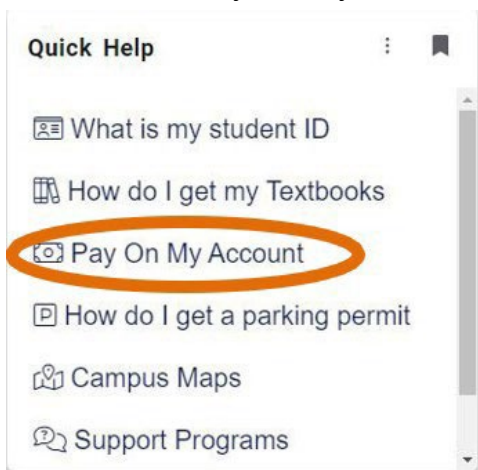 Quick Help
What is my student ID
How do I get my Textbooks
Pay On My Account
P How do I get a parking permit
Campus Maps
Support Programs